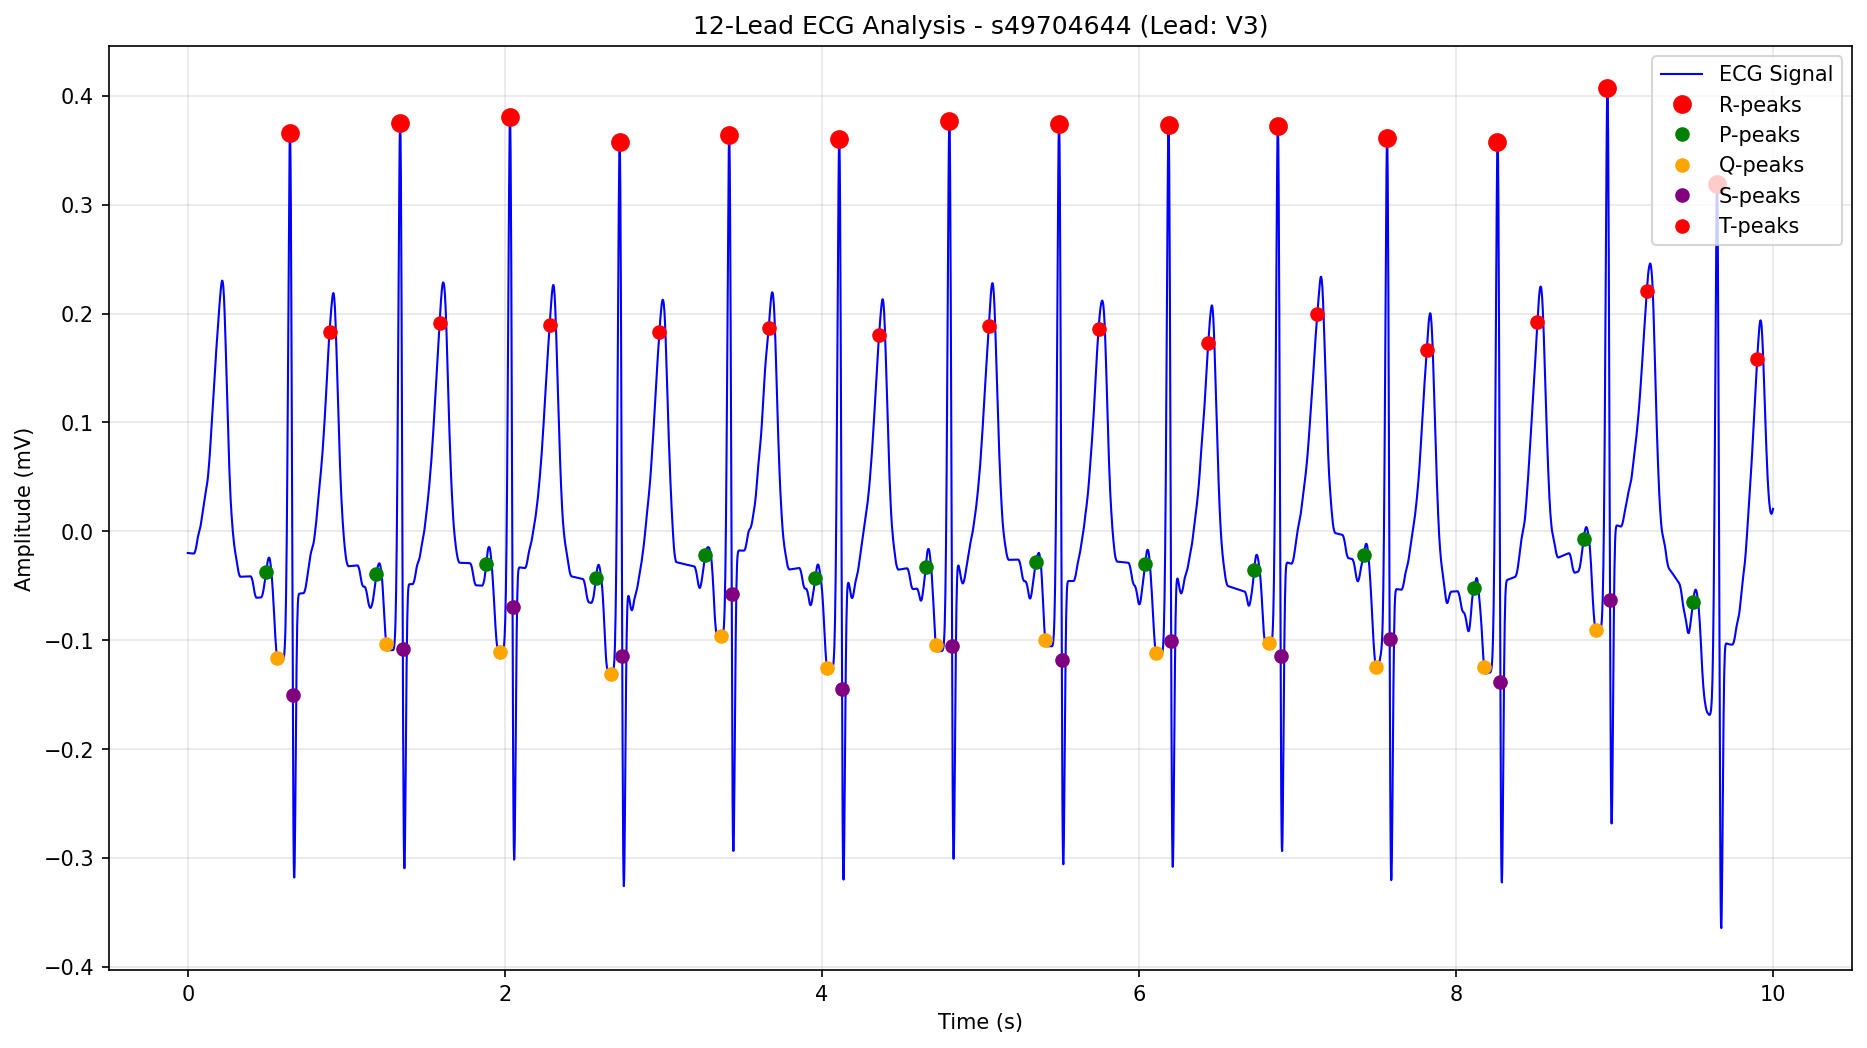 12-Lead ECG Analysis - s49704644 (Lead: V3)
ECG Signal
R-peaks
P-peaks
Q-peaks
S-peaks
T-peaks
Amplitude (mV)
0.4
0.3
0.2
0.1
0.0
−0.1
−0.2
−0.3
−0.4
0 2 4 6 8 10
Time (s)